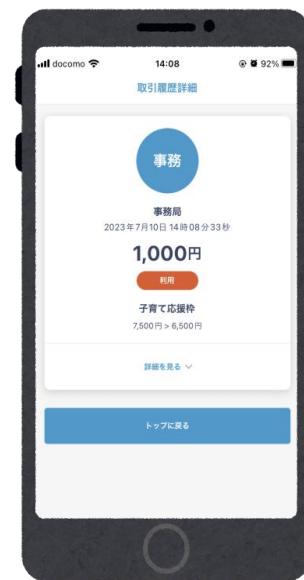 docomo 14:08 92%
取引履歴詳細
事務
事務局
2023年7月10日 14時08分33秒
1,000円
利用
子育て応援枠
7,500円 > 6,500円
詳細を見る
トップに戻る